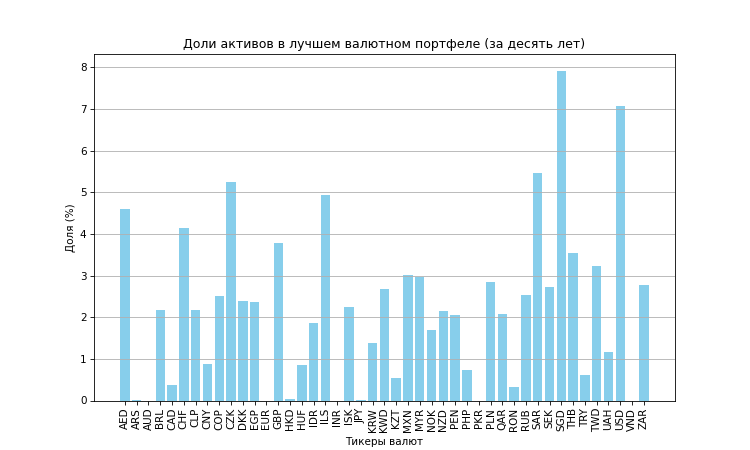 Доли активов в лучшем валютном портфеле (за десять лет)
8
7
6
5
4
3
2
1
0
Доля (%)
AED ARS AUD BRL CAD CHF CLP CNY COP CZK DKK EGP EUR GBP HKD HUF IDR ILS INR ISK JPY KRW KWD KZT MXN MYR NOK NZD PEN PHP PKR PLN QAR RON RUB SAR SEK SGD THB TRY TWD UAH USD VND ZAR
Тикеры валют